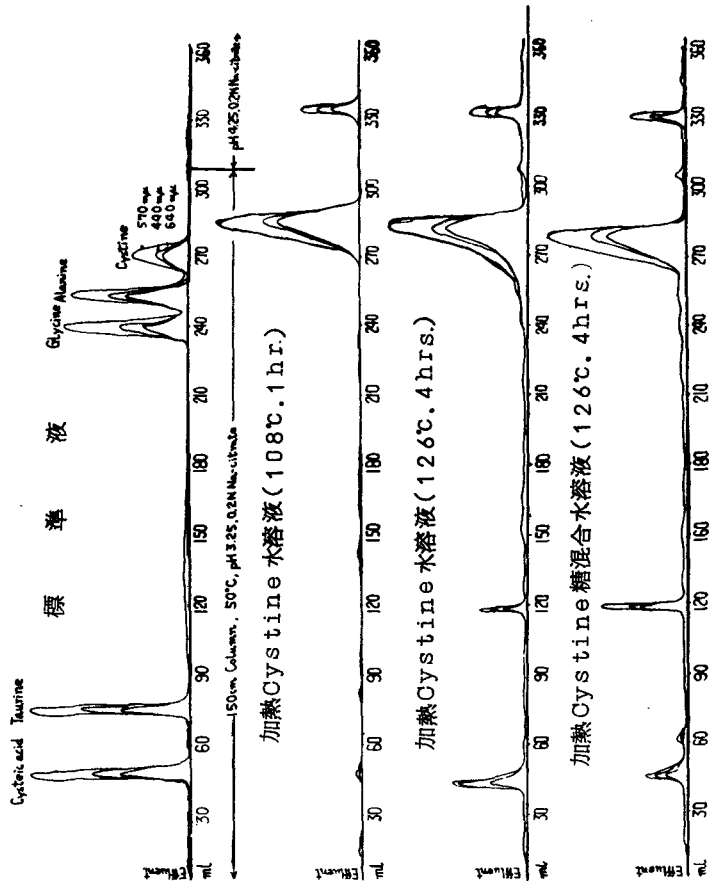 標 準 液
Cysteic acid
Taurine
Glycine
Alanine
Cystine
570 mμ
440 mμ
640 mμ
Effluent
ml 30 60 90 120 150 180 210 240 270 300 330 360
150cm Column, 50°C, pH3.25, 0.2N Na-citrate
pH4.25, 0.2N Na-citrate
加熱Cystine水溶液(108℃.1hr.)
Effluent
ml 30 60 90 120 150 180 210 240 270 300 330 360
加熱Cystine水溶液(126℃.4hrs.)
Effluent
ml 30 60 90 120 150 180 210 240 270 300 330 360
加熱Cystine糖混合水溶液(126℃.4hrs.)
Effluent
ml 30 60 90 120 150 180 210 240 270 300 330 360